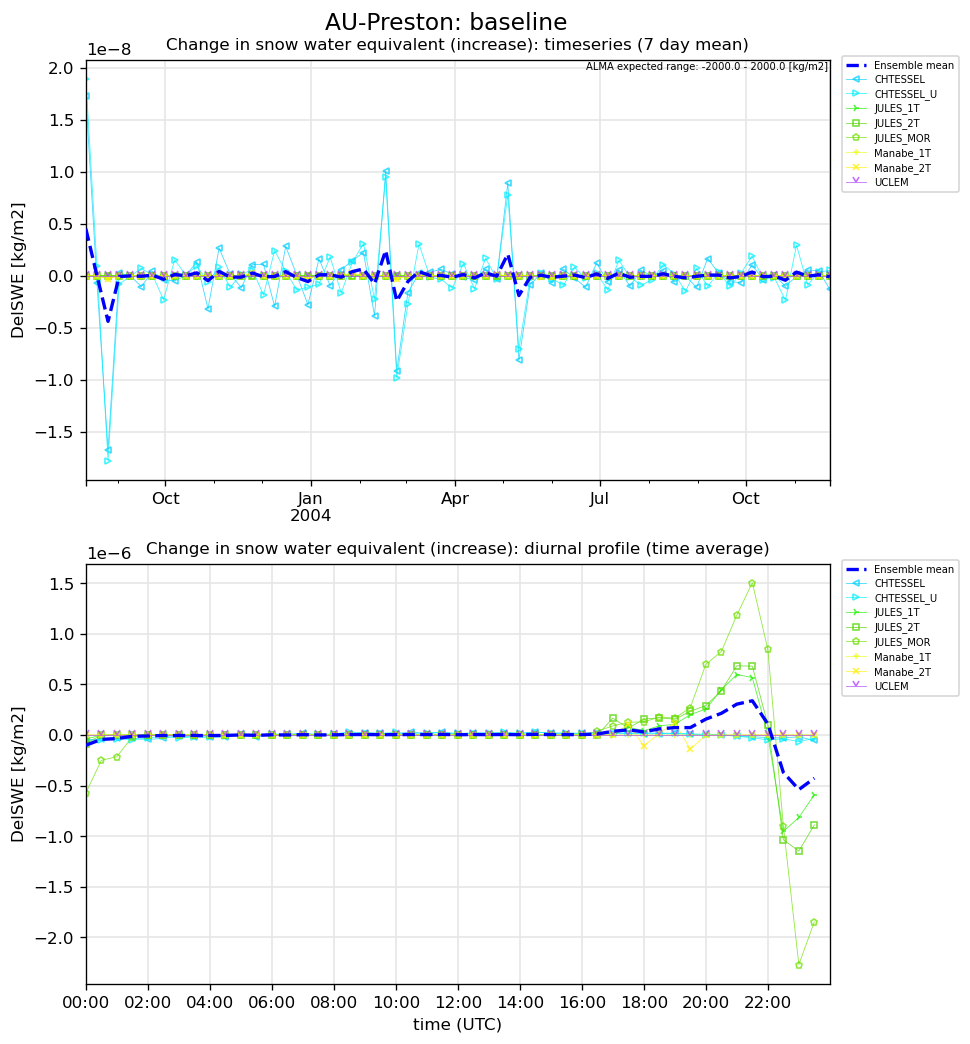 AU-Preston: baseline
Change in snow water equivalent (increase): timeseries (7 day mean)
1e−8
ALMA expected range: -2000.0 - 2000.0 [kg/m2]
2.0
1.5
1.0
0.5
0.0
−0.5
−1.0
−1.5
DelSWE [kg/m2]
Oct
Jan
2004
Apr
Jul
Oct
Ensemble mean
CHTESSEL
CHTESSEL_U
JULES_1T
JULES_2T
JULES_MOR
Manabe_1T
Manabe_2T
UCLEM
Change in snow water equivalent (increase): diurnal profile (time average)
1e−6
1.5
1.0
0.5
0.0
−0.5
−1.0
−1.5
−2.0
DelSWE [kg/m2]
00:00 02:00 04:00 06:00 08:00 10:00 12:00 14:00 16:00 18:00 20:00 22:00
time (UTC)
Ensemble mean
CHTESSEL
CHTESSEL_U
JULES_1T
JULES_2T
JULES_MOR
Manabe_1T
Manabe_2T
UCLEM